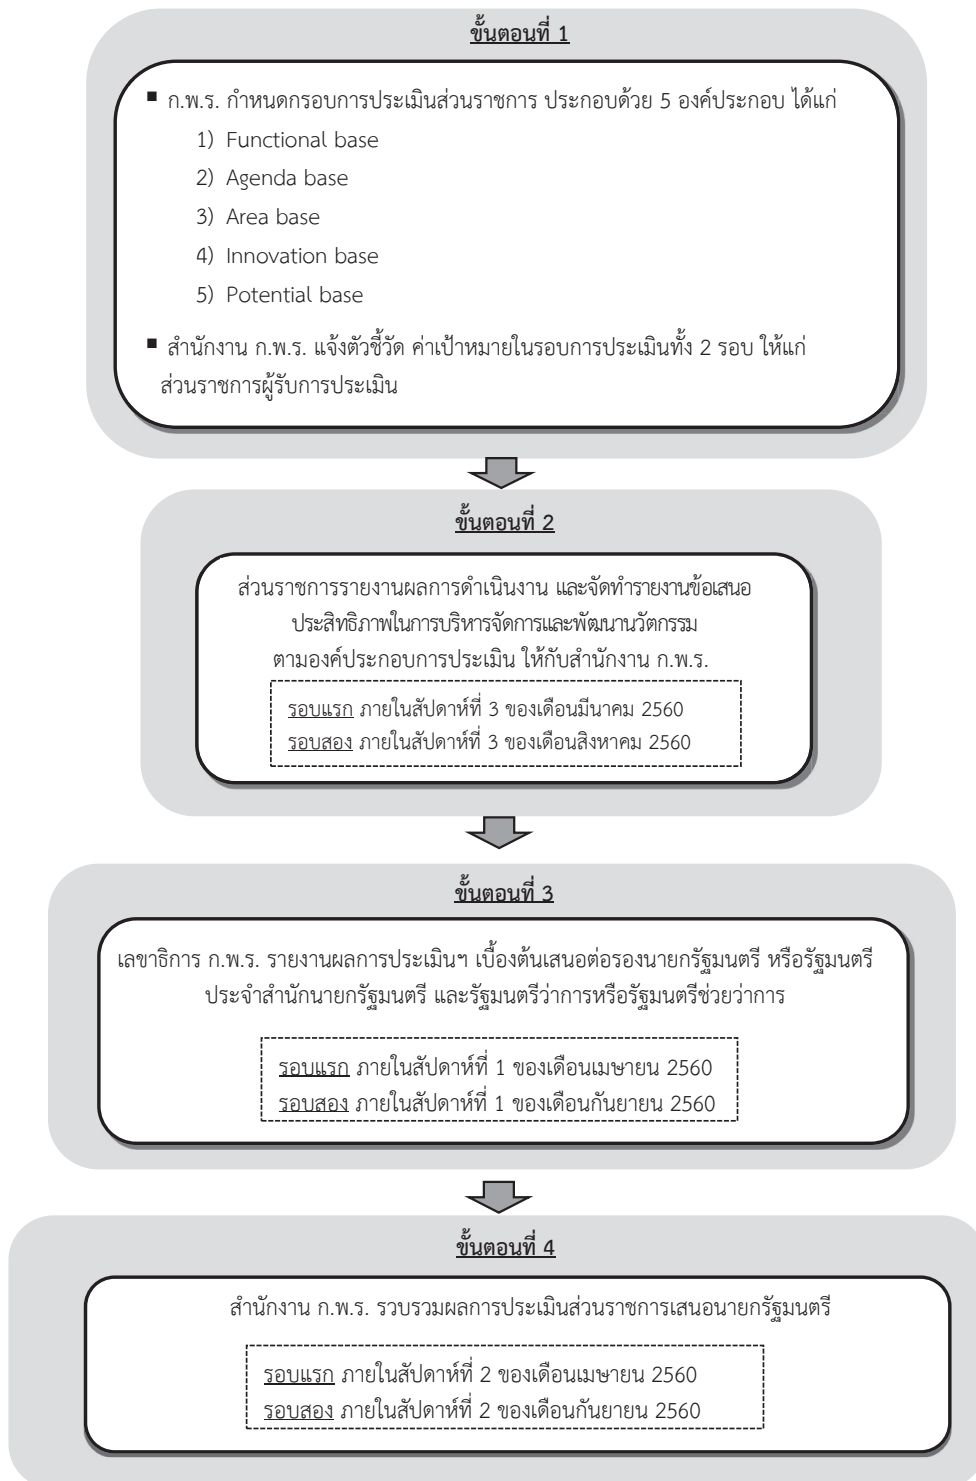 ขั้นตอนที่ 1
▪ ก.พ.ร. กำหนดกรอบการประเมินส่วนราชการ ประกอบด้วย 5 องค์ประกอบ ได้แก่
1) Functional base
2) Agenda base
3) Area base
4) Innovation base
5) Potential base
▪ สำนักงาน ก.พ.ร. แจ้งตัวชี้วัด ค่าเป้าหมายในรอบการประเมินทั้ง 2 รอบ ให้แก่
ส่วนราชการผู้รับการประเมิน
ขั้นตอนที่ 2
ส่วนราชการรายงานผลการดำเนินงาน และจัดทำรายงานข้อเสนอ
ประสิทธิภาพในการบริหารจัดการและพัฒนานวัตกรรม
ตามองค์ประกอบการประเมิน ให้กับสำนักงาน ก.พ.ร.
รอบแรก ภายในสัปดาห์ที่ 3 ของเดือนมีนาคม 2560
รอบสอง ภายในสัปดาห์ที่ 3 ของเดือนสิงหาคม 2560
ขั้นตอนที่ 3
เลขาธิการ ก.พ.ร. รายงานผลการประเมินฯ เบื้องต้นเสนอต่อรองนายกรัฐมนตรี หรือรัฐมนตรี
ประจำสำนักนายกรัฐมนตรี และรัฐมนตรีว่าการหรือรัฐมนตรีช่วยว่าการ
รอบแรก ภายในสัปดาห์ที่ 1 ของเดือนเมษายน 2560
รอบสอง ภายในสัปดาห์ที่ 1 ของเดือนกันยายน 2560
ขั้นตอนที่ 4
สำนักงาน ก.พ.ร. รวบรวมผลการประเมินส่วนราชการเสนอนายกรัฐมนตรี
รอบแรก ภายในสัปดาห์ที่ 2 ของเดือนเมษายน 2560
รอบสอง ภายในสัปดาห์ที่ 2 ของเดือนกันยายน 2560